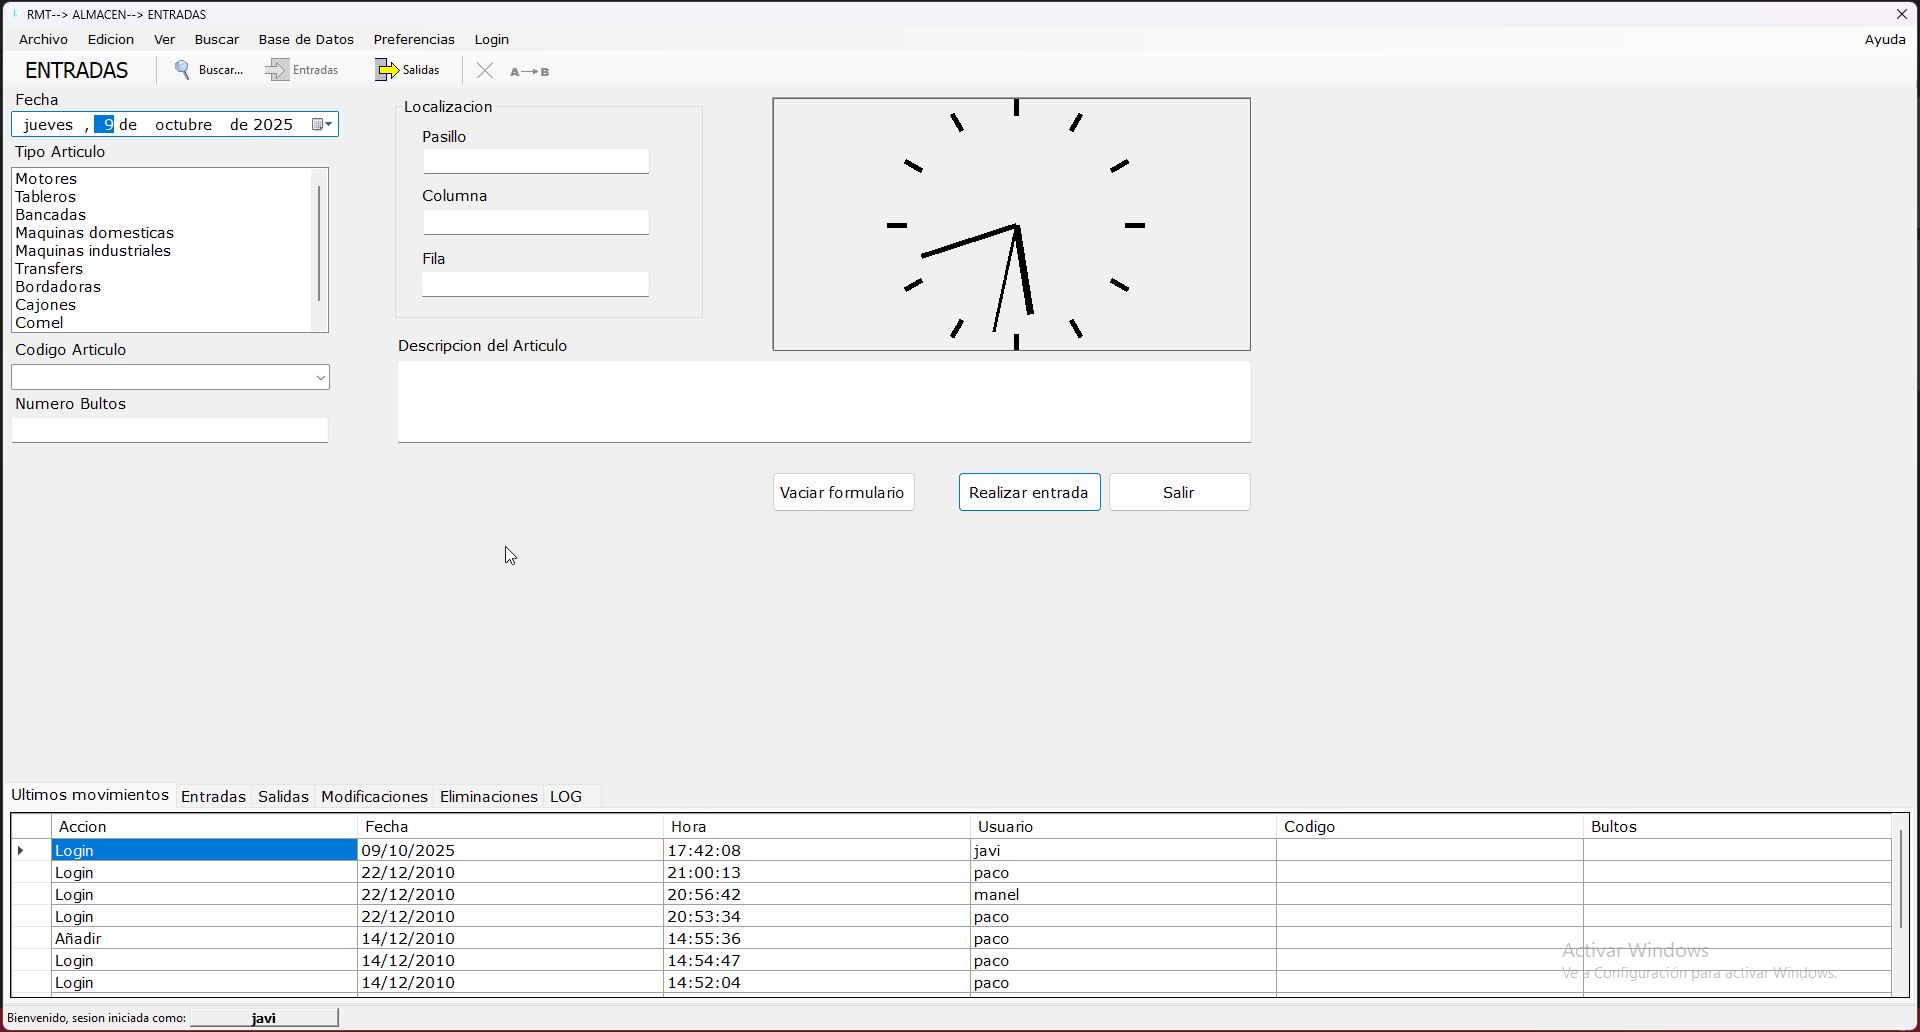 RMT--> ALMACEN--> ENTRADAS
Archivo Edicion Ver Buscar Base de Datos Preferencias Login Ayuda
ENTRADAS Buscar... Entradas Salidas A→B
Fecha
jueves , 9 de octubre de 2025
Tipo Articulo
Motores
Tableros
Bancadas
Maquinas domesticas
Maquinas industriales
Transfers
Bordadoras
Cajones
Comel
Codigo Articulo
Numero Bultos
Localizacion
Pasillo
Columna
Fila
Descripcion del Articulo
Vaciar formulario Realizar entrada Salir
Ultimos movimientos Entradas Salidas Modificaciones Eliminaciones LOG
Accion Fecha Hora Usuario Codigo Bultos
Login 09/10/2025 17:42:08 javi
Login 22/12/2010 21:00:13 paco
Login 22/12/2010 20:56:42 manel
Login 22/12/2010 20:53:34 paco
Añadir 14/12/2010 14:55:36 paco
Login 14/12/2010 14:54:47 paco
Login 14/12/2010 14:52:04 paco
Activar Windows
Ve a Configuración para activar Windows.
Bienvenido, sesion iniciada como: javi